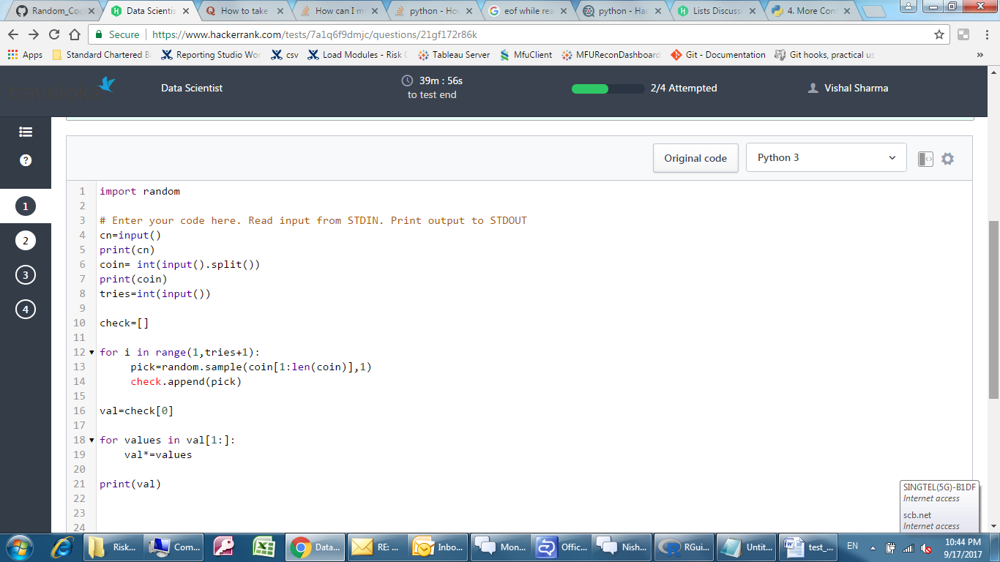 Random_Coo
Data Scientis
How to take
How can I m
python - Ho
eof while rea
python - Hac
Lists Discuss
4. More Cont
Secure
https://www.hackerrank.com/tests/7a1q6f9dmjc/questions/21gf172r86k
Apps
Standard Chartered B
Reporting Studio Wor
csv
Load Modules - Risk C
Tableau Server
MfuClient
MFUReconDashboard
Git - Documentation
Git hooks, practical us
»
traveloka
Data Scientist
39m : 56s
to test end
2/4 Attempted
Vishal Sharma
1
2
3
4
Original code
Python 3
1 import random
2
3 # Enter your code here. Read input from STDIN. Print output to STDOUT
4 cn=input()
5 print(cn)
6 coin= int(input().split())
7 print(coin)
8 tries=int(input())
9
10 check=[]
11
12 for i in range(1,tries+1):
13 pick=random.sample(coin[1:len(coin)],1)
14 check.append(pick)
15
16 val=check[0]
17
18 for values in val[1:]:
19 val*=values
20
21 print(val)
22
23
24
SINGTEL(5G)-B1DF
Internet access
scb.net
Internet access
Risk...
Com...
Data...
RE: ...
Inbo...
Mon...
Offic...
Nish...
RGui...
Untit...
test_...
EN
10:44 PM
9/17/2017